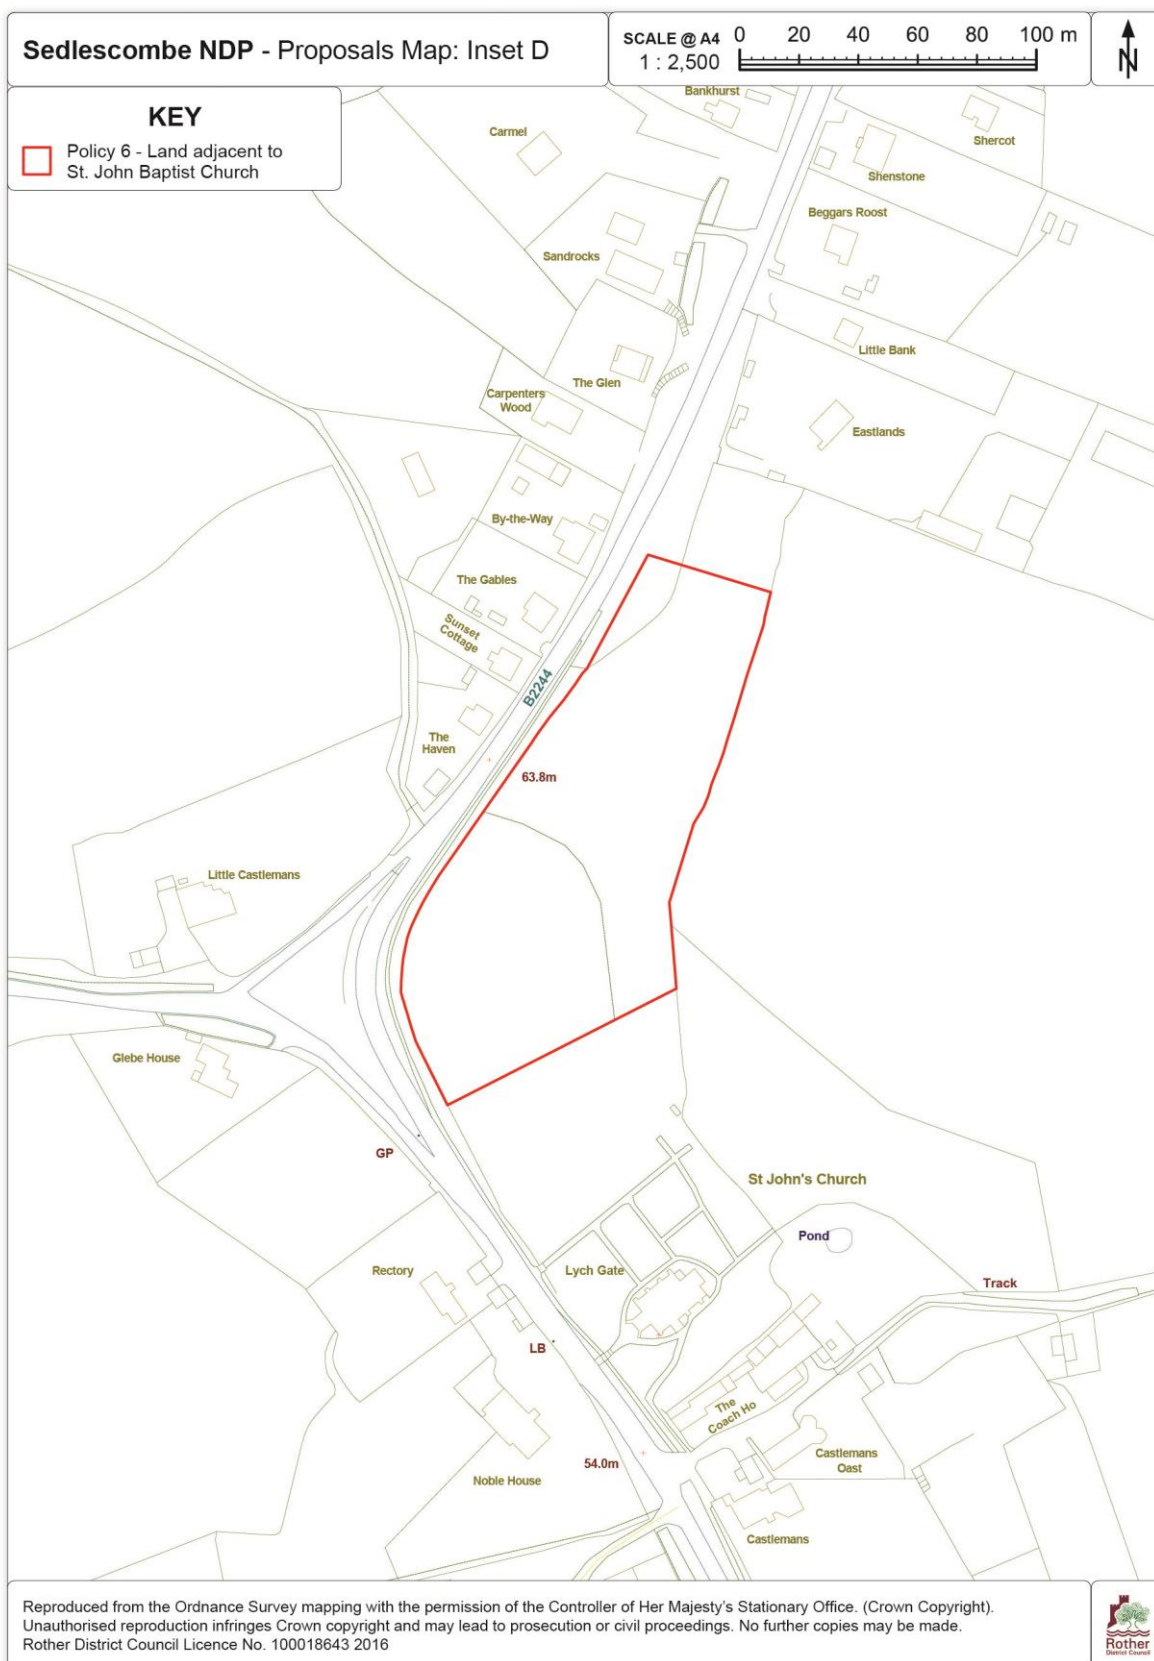 Sedlescombe NDP - Proposals Map: Inset D
SCALE @ A4
1 : 2,500
0 20 40 60 80 100 m
N
KEY
Policy 6 - Land adjacent to
St. John Baptist Church
Bankhurst
Carmel
Shercot
Shenstone
Beggars Roost
Sandrocks
Little Bank
The Glen
Carpenters
Wood
Eastlands
By-the-Way
The Gables
Sunset
Cottage
B2244
The
Haven
63.8m
Little Castlemans
Glebe House
GP
St John's Church
Pond
Rectory
Lych Gate
Track
LB
The
Coach Ho
Castlemans
Oast
54.0m
Noble House
Castlemans
Reproduced from the Ordnance Survey mapping with the permission of the Controller of Her Majesty's Stationary Office. (Crown Copyright).
Unauthorised reproduction infringes Crown copyright and may lead to prosecution or civil proceedings. No further copies may be made.
Rother District Council Licence No. 100018643 2016
Rother
District Council